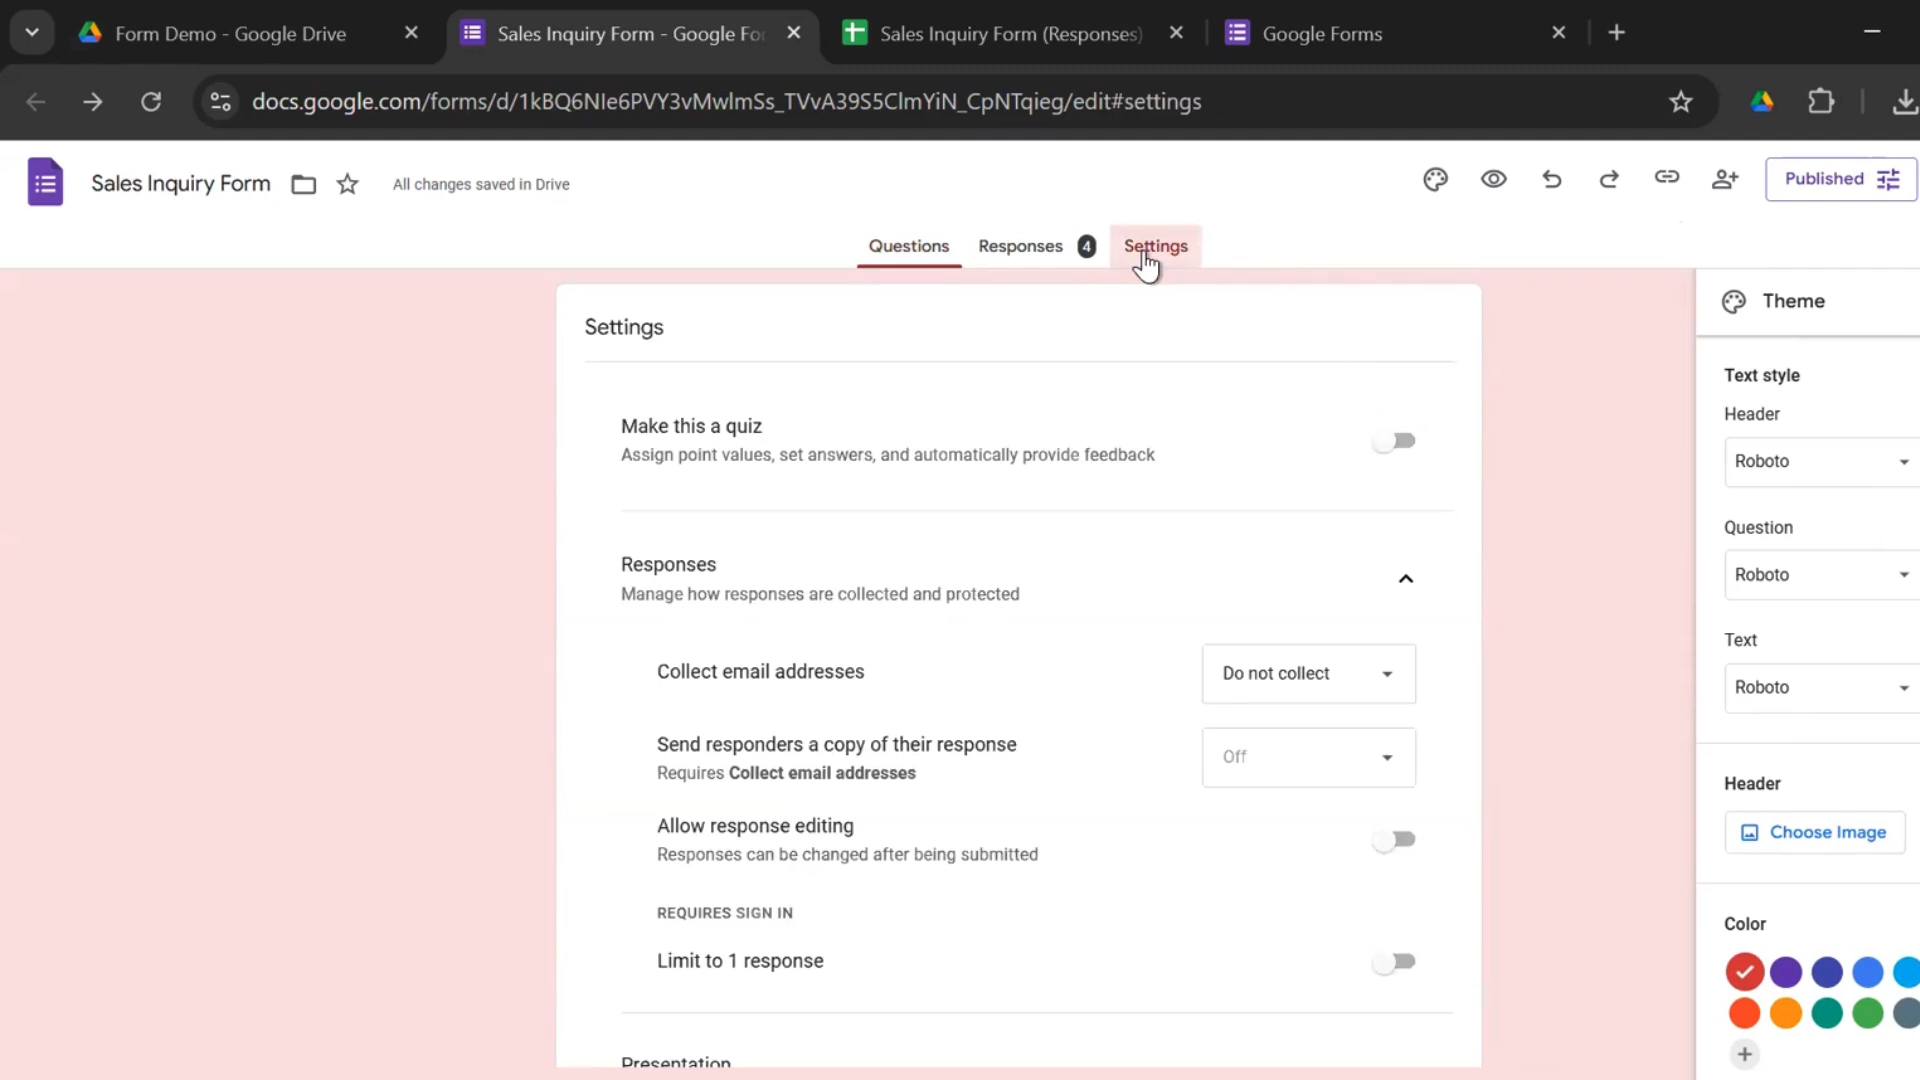 Form Demo - Google Drive
Sales Inquiry Form - Google For
Sales Inquiry Form (Responses)
Google Forms
docs.google.com/forms/d/1kBQ6NIe6PVY3vMwlmSs_TVvA39S5ClmYiN_CpNTqieg/edit#settings
Sales Inquiry Form
All changes saved in Drive
Published
Questions
Responses 4
Settings
Settings
Make this a quiz
Assign point values, set answers, and automatically provide feedback
Responses
Manage how responses are collected and protected
Collect email addresses
Do not collect
Send responders a copy of their response
Requires Collect email addresses
Off
Allow response editing
Responses can be changed after being submitted
REQUIRES SIGN IN
Limit to 1 response
Presentation
Theme
Text style
Header
Roboto
Question
Roboto
Text
Roboto
Header
Choose Image
Color